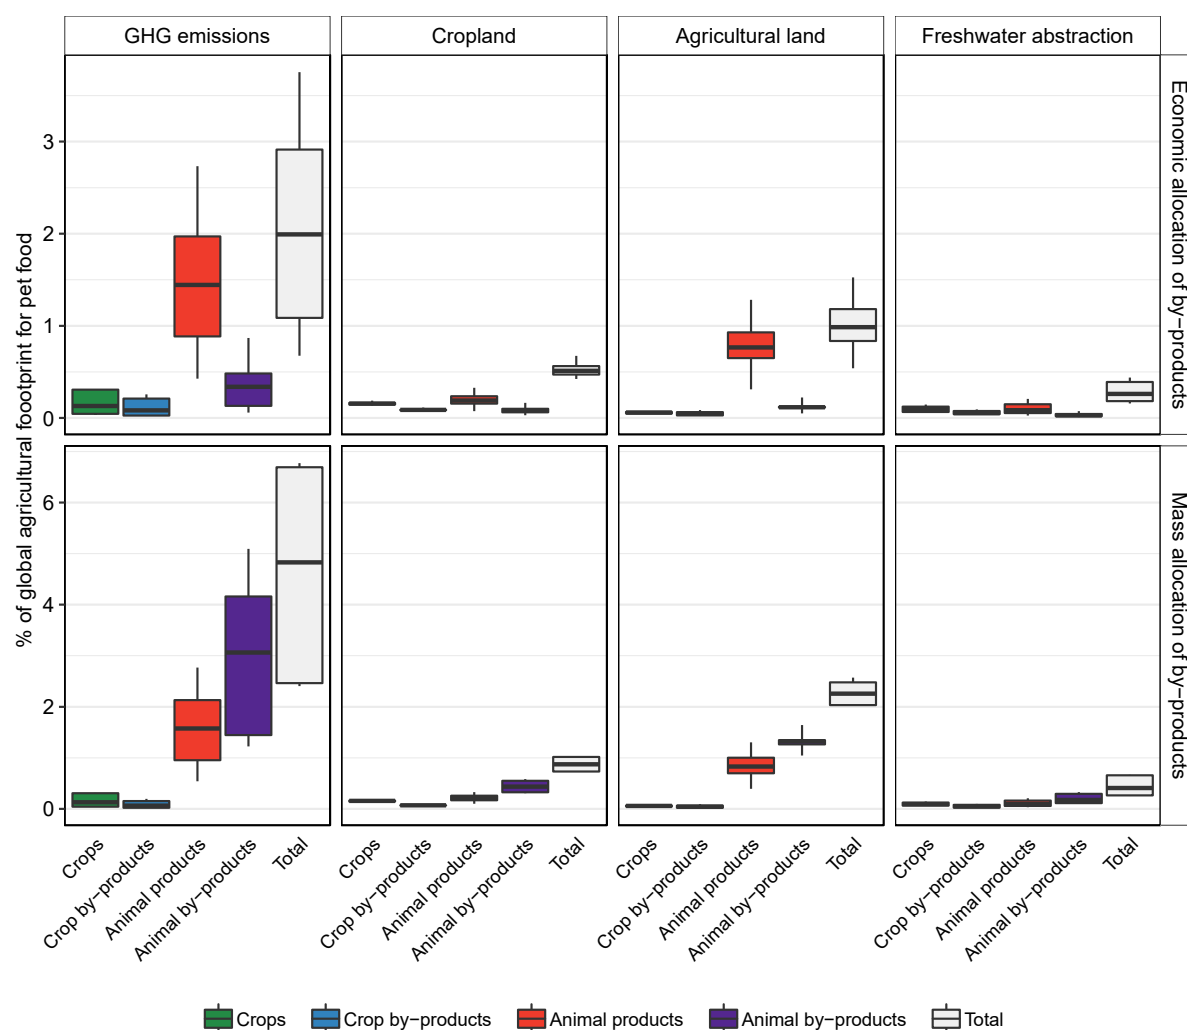 GHG emissions
Cropland
Agricultural land
Freshwater abstraction
% of global agricultural foootprint for pet food
3
2
1
0
Economic allocation of by−products
6
4
2
0
Mass allocation of by−products
Crops
Crop by−products
Animal products
Animal by−products
Total
Crops
Crop by−products
Animal products
Animal by−products
Total
Crops
Crop by−products
Animal products
Animal by−products
Total
Crops
Crop by−products
Animal products
Animal by−products
Total
Crops Crop by−products Animal products Animal by−products Total